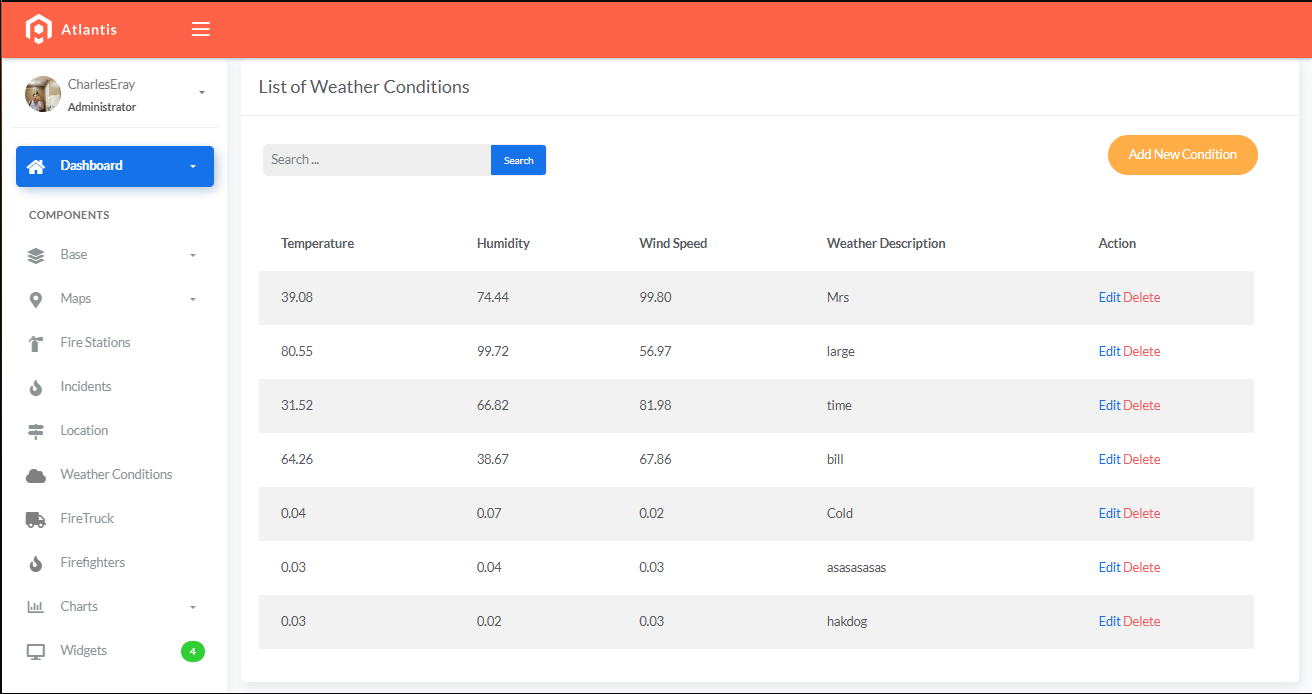 Atlantis
CharlesEray
Administrator
Dashboard
COMPONENTS
Base
Maps
Fire Stations
Incidents
Location
Weather Conditions
FireTruck
Firefighters
Charts
Widgets 4
List of Weather Conditions
Search ... Search Add New Condition
Temperature Humidity Wind Speed Weather Description Action
39.08 74.44 99.80 Mrs Edit Delete
80.55 99.72 56.97 large Edit Delete
31.52 66.82 81.98 time Edit Delete
64.26 38.67 67.86 bill Edit Delete
0.04 0.07 0.02 Cold Edit Delete
0.03 0.04 0.03 asasasasas Edit Delete
0.03 0.02 0.03 hakdog Edit Delete